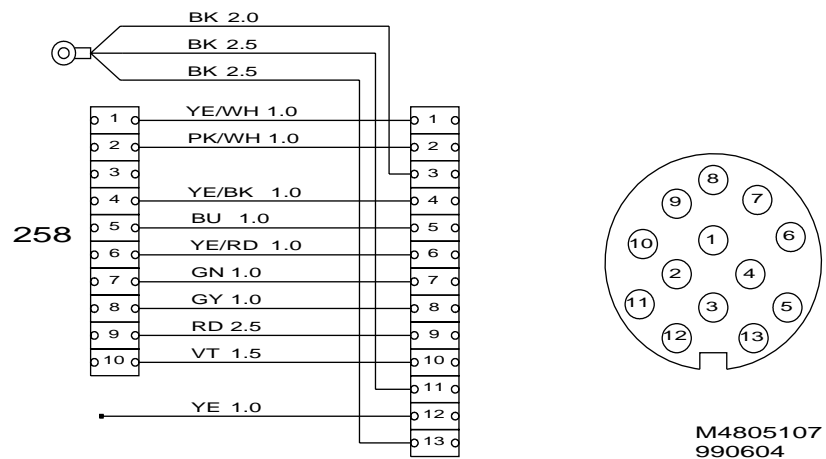 BK 2.0
BK 2.5
BK 2.5
1 YE/WH 1.0 1
2 PK/WH 1.0 2
3 3
4 YE/BK 1.0 4
258 5 BU 1.0 5
6 YE/RD 1.0 6
7 GN 1.0 7
8 GY 1.0 8
9 RD 2.5 9
10 VT 1.5 10
11
YE 1.0 12
13
8
9 7
10 1 6
2 4
11 3 5
12 13
M4805107
990604